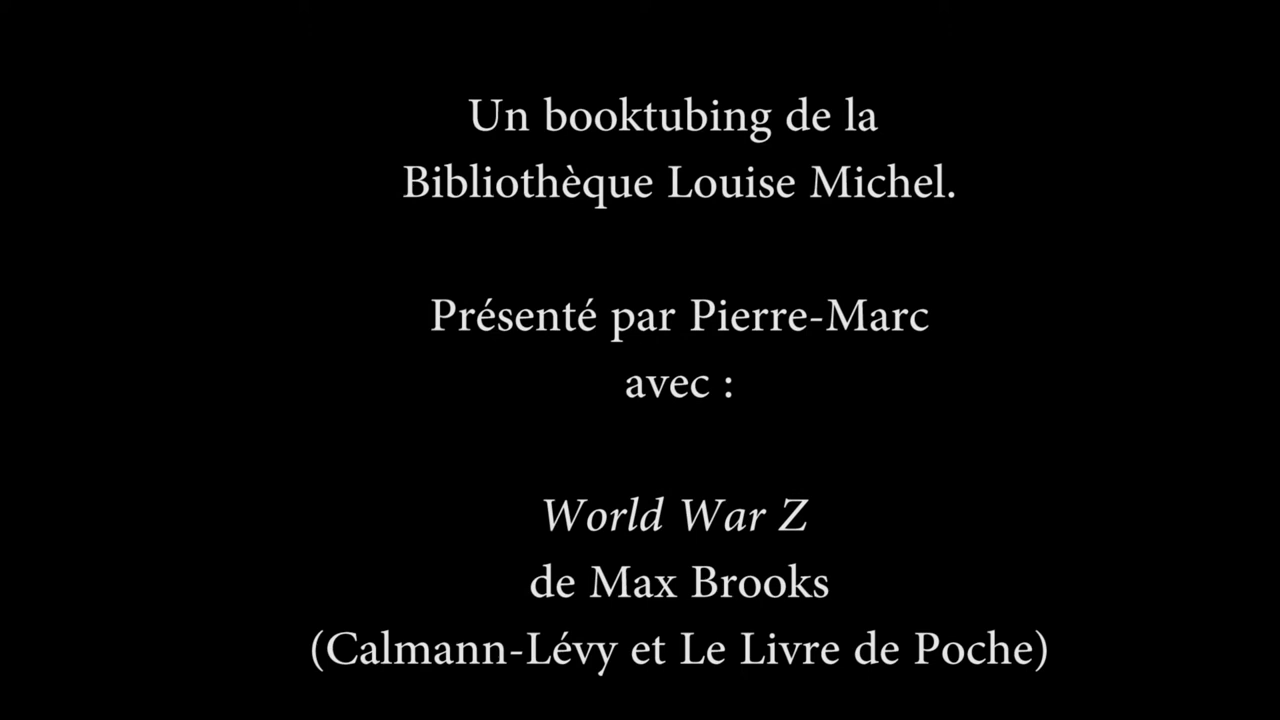 Un booktubing de la
Bibliothèque Louise Michel.
Présenté par Pierre-Marc
avec :
World War Z
de Max Brooks
(Calmann-Lévy et Le Livre de Poche)